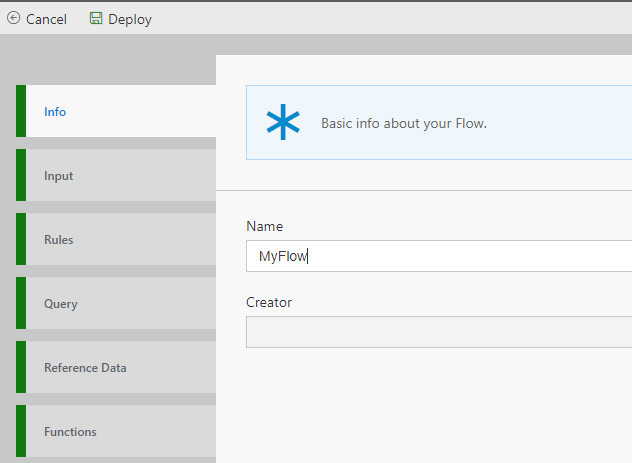 Cancel Deploy
Info
Basic info about your Flow.
Input
Rules
Name
MyFlow
Query
Creator
Reference Data
Functions